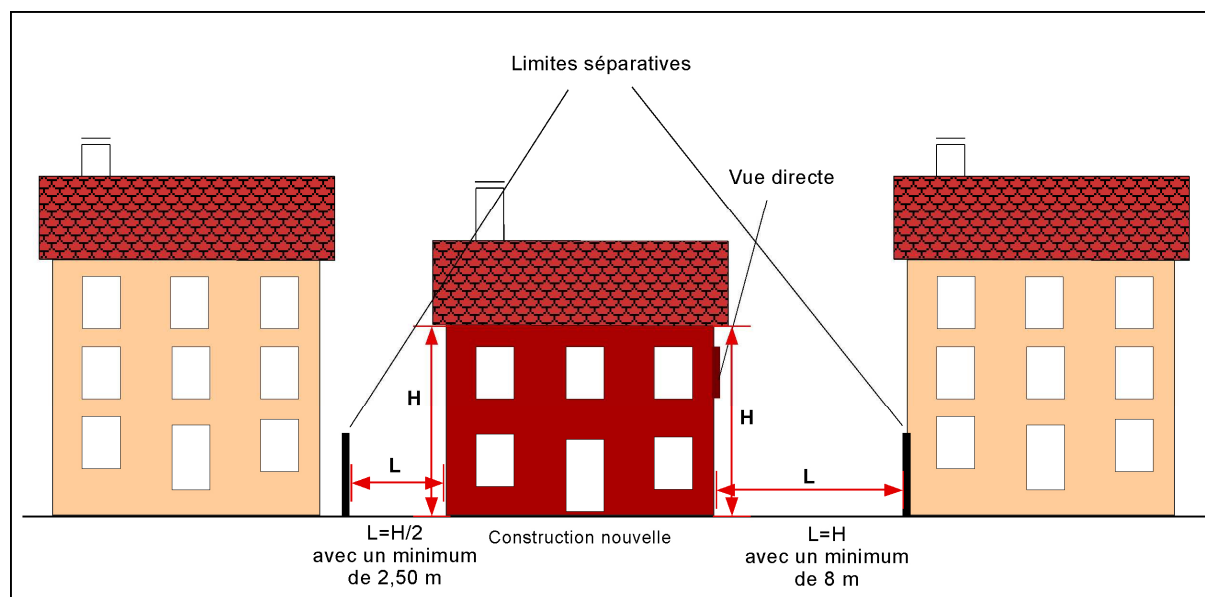 Limites séparatives
Vue directe
H
H
L
L
L=H/2
avec un minimum
de 2,50 m
Construction nouvelle
L=H
avec un minimum
de 8 m